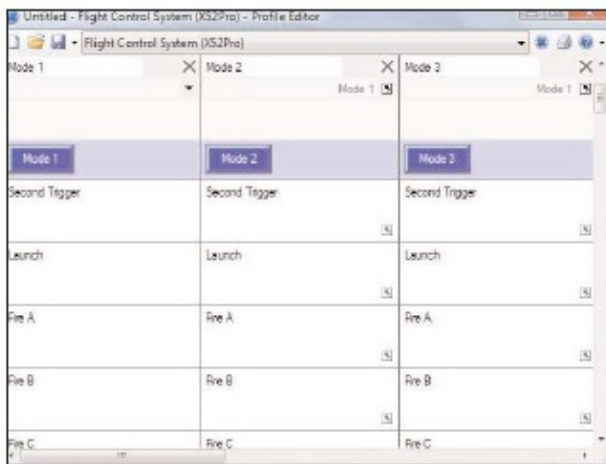 Untitled - Flight Control System (X52Pro) - Profile Editor
Flight Control System (X52Pro)
Mode 1 Mode 2 Mode 3
Mode 1 Mode 1
Mode 1 Mode 2 Mode 3
Second Trigger Second Trigger Second Trigger
Launch Launch Launch
Fire A Fire A Fire A
Fire B Fire B Fire B
Fire C Fire C Fire C